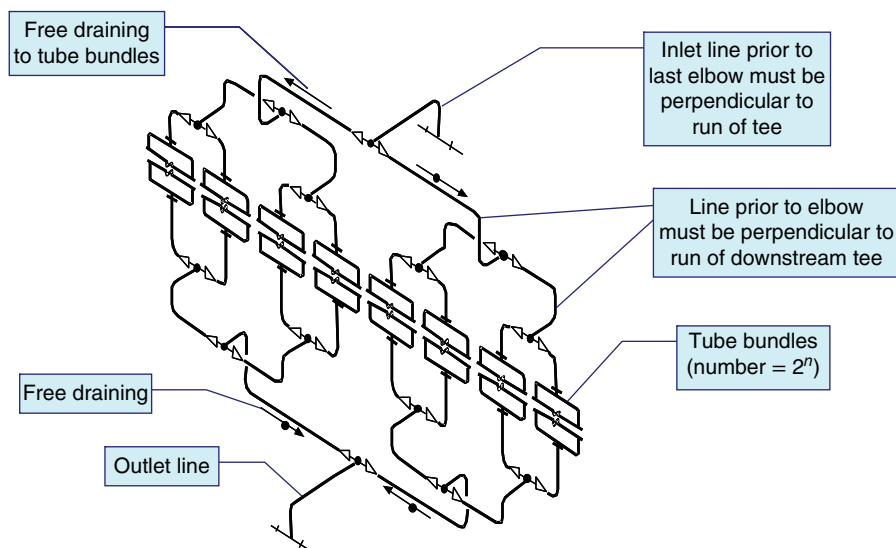 Free draining
to tube bundles
Inlet line prior to
last elbow must be
perpendicular to
run of tee
Line prior to elbow
must be perpendicular to
run of downstream tee
Tube bundles
(number = 2ⁿ)
Free draining
Outlet line